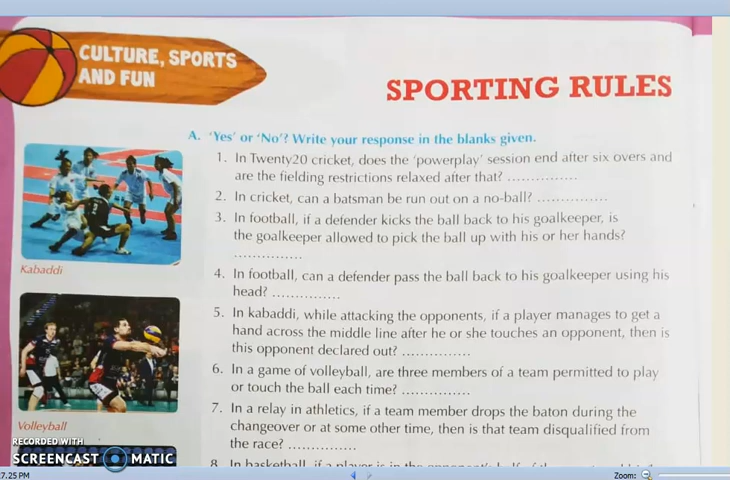 CULTURE, SPORTS
AND FUN
SPORTING RULES
A. 'Yes' or 'No'? Write your response in the blanks given.
1. In Twenty20 cricket, does the 'powerplay' session end after six overs and
are the fielding restrictions relaxed after that? ...............
2. In cricket, can a batsman be run out on a no-ball? ...............
3. In football, if a defender kicks the ball back to his goalkeeper, is
the goalkeeper allowed to pick the ball up with his or her hands?
...............
Kabaddi
4. In football, can a defender pass the ball back to his goalkeeper using his
head? ...............
5. In kabaddi, while attacking the opponents, if a player manages to get a
hand across the middle line after he or she touches an opponent, then is
this opponent declared out? ...............
6. In a game of volleyball, are three members of a team permitted to play
or touch the ball each time? ...............
Volleyball
7. In a relay in athletics, if a team member drops the baton during the
changeover or at some other time, then is that team disqualified from
the race? ...............
RECORDED WITH
SCREENCAST MATIC
8. In basketball, if a player is in the
7.25 PM
Zoom: